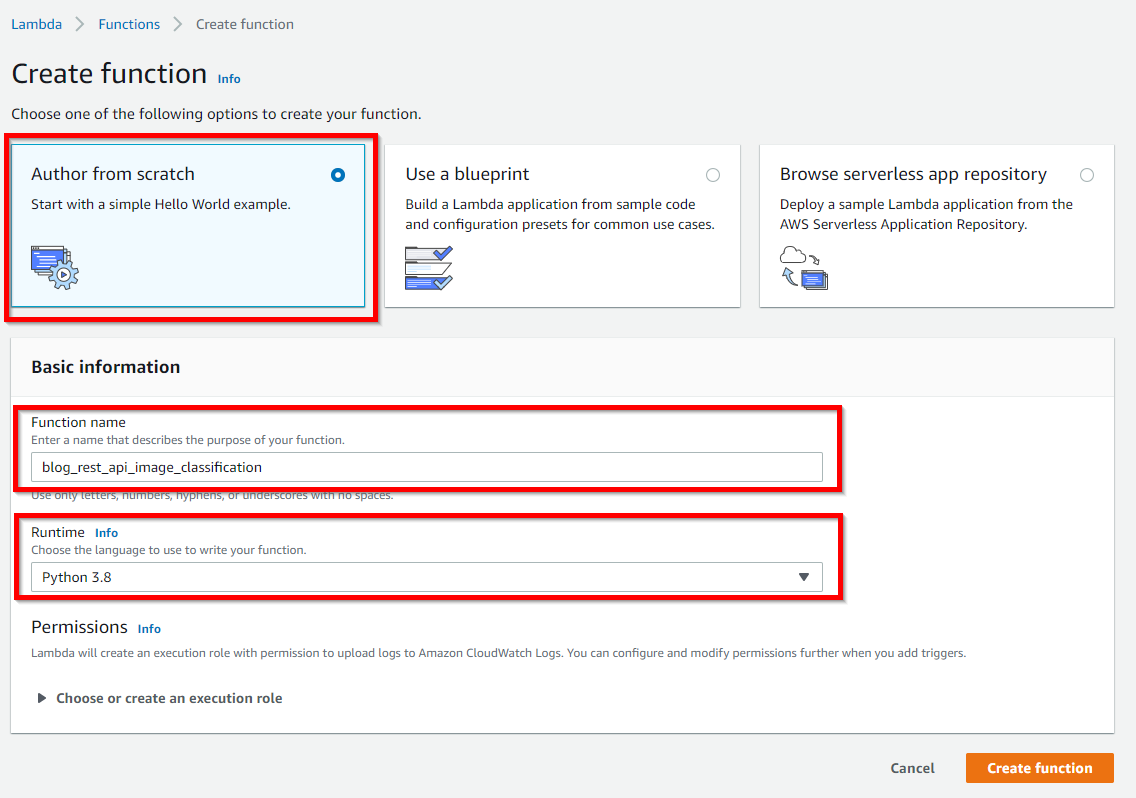 Lambda > Functions > Create function
Create function Info
Choose one of the following options to create your function.
Author from scratch
Start with a simple Hello World example.
Use a blueprint
Build a Lambda application from sample code
and configuration presets for common use cases.
Browse serverless app repository
Deploy a sample Lambda application from the
AWS Serverless Application Repository.
Basic information
Function name
Enter a name that describes the purpose of your function.
blog_rest_api_image_classification
Use only letters, numbers, hyphens, or underscores with no spaces.
Runtime Info
Choose the language to use to write your function.
Python 3.8
Permissions Info
Lambda will create an execution role with permission to upload logs to Amazon CloudWatch Logs. You can configure and modify permissions further when you add triggers.
Choose or create an execution role
Cancel
Create function